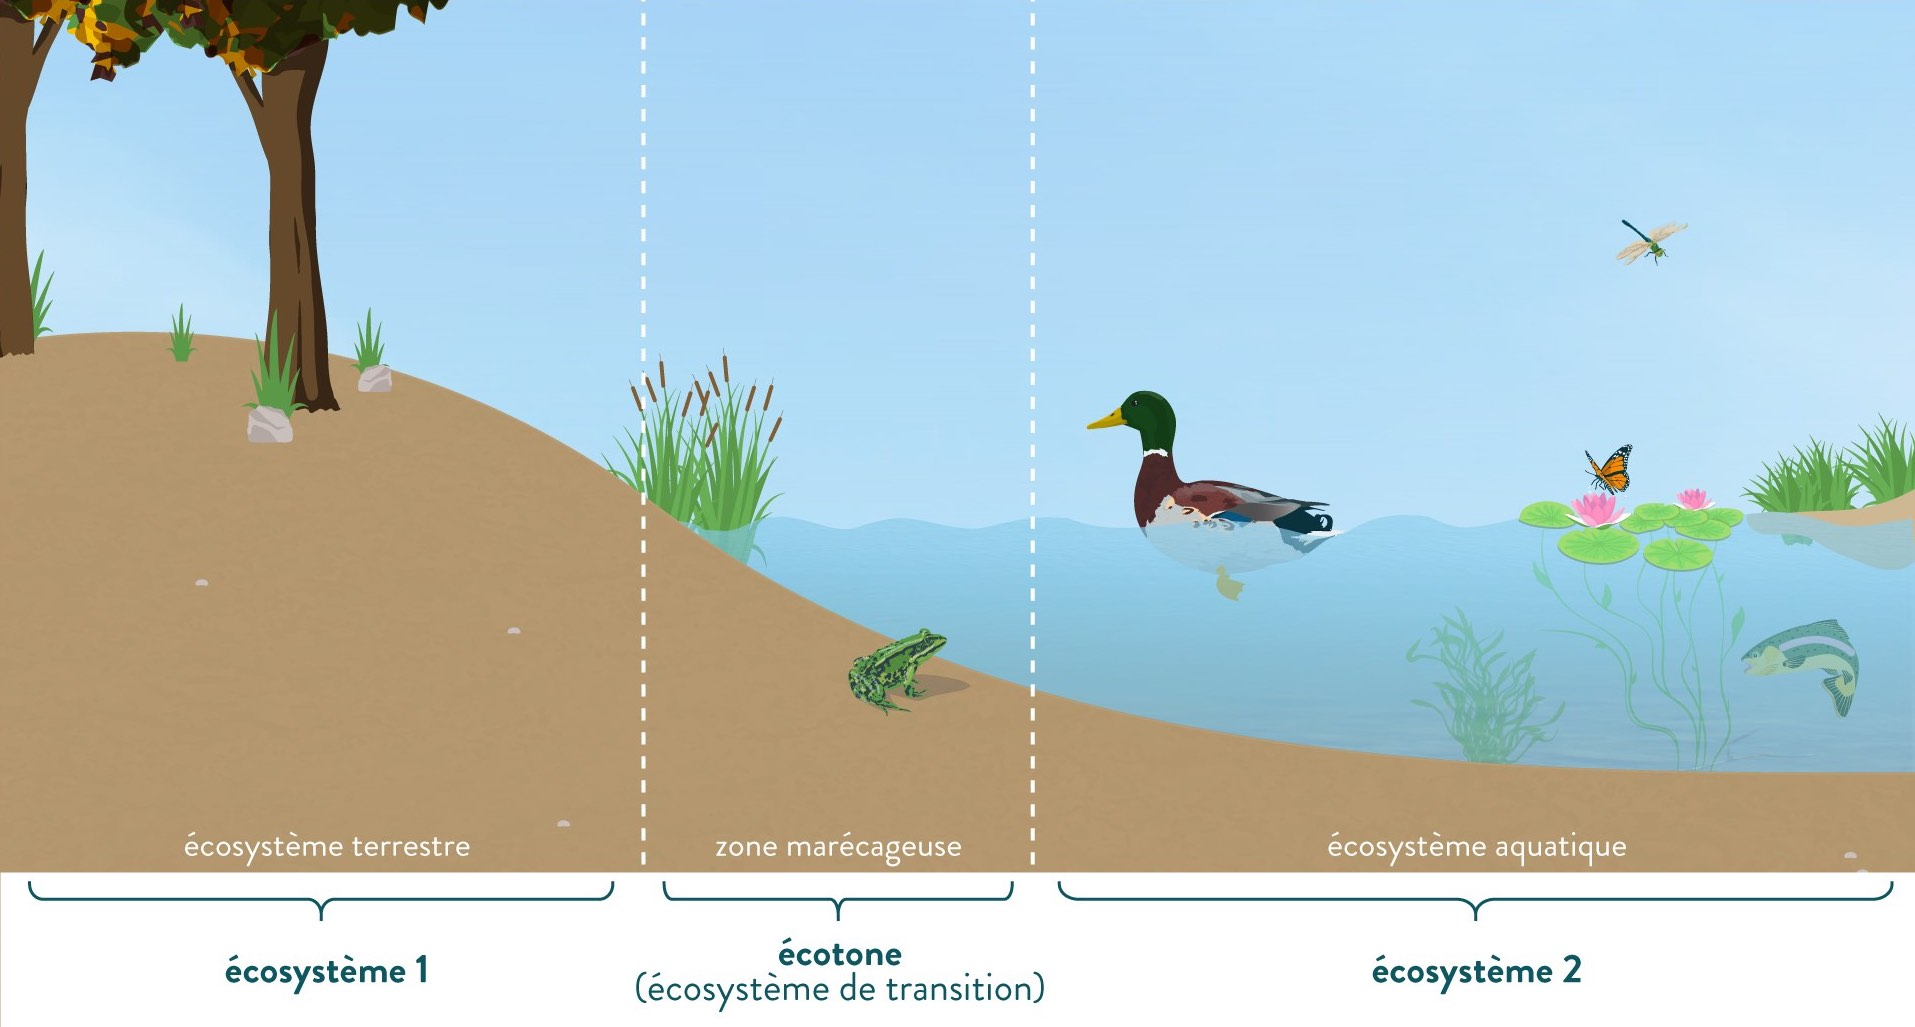 écosystème terrestre
zone marécageuse
écosystème aquatique
écosystème 1
écotone
(écosystème de transition)
écosystème 2